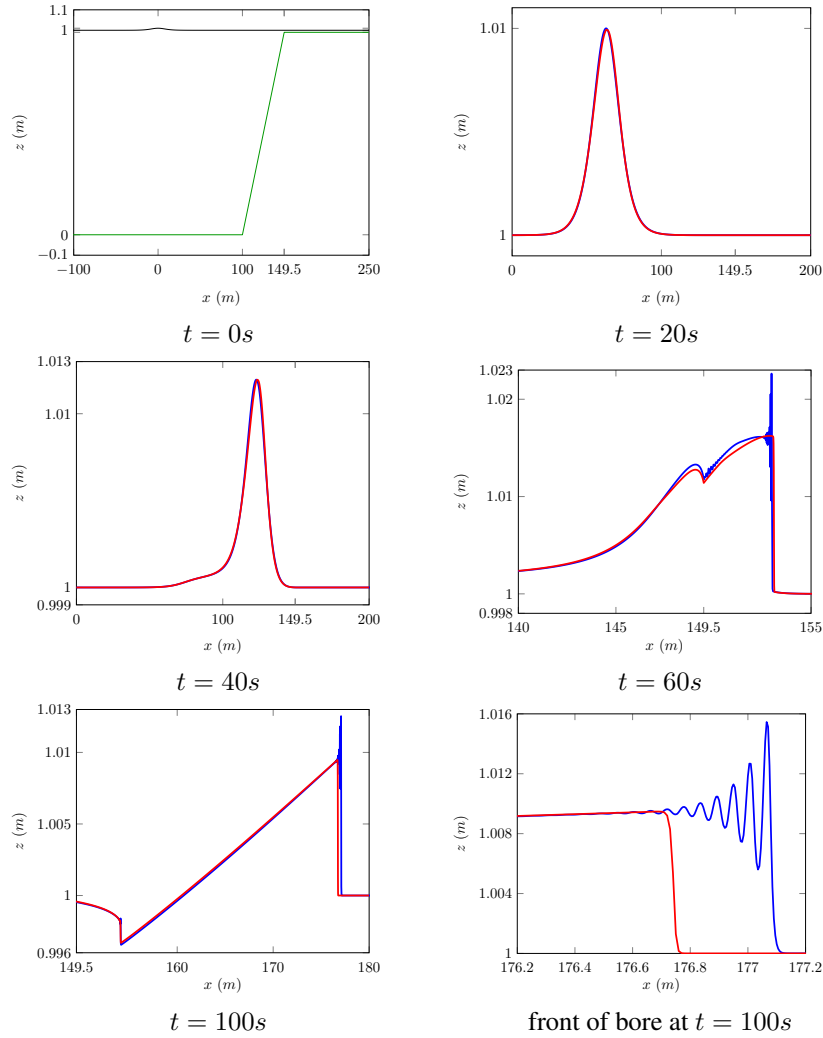 1.1
1
z (m)
0
−0.1
−100
0
100
149.5
250
x (m)
t = 0s
1.01
z (m)
1
0
100
149.5
200
x (m)
t = 20s
1.013
1.01
z (m)
1
0.999
0
100
149.5
200
x (m)
t = 40s
1.023
1.02
z (m)
1.01
1
0.998
140
145
149.5
155
x (m)
t = 60s
1.013
1.01
z (m)
1.005
1
0.996
149.5
160
170
180
x (m)
t = 100s
1.016
1.012
z (m)
1.008
1.004
1
176.2
176.4
176.6
176.8
177
177.2
x (m)
front of bore at t = 100s